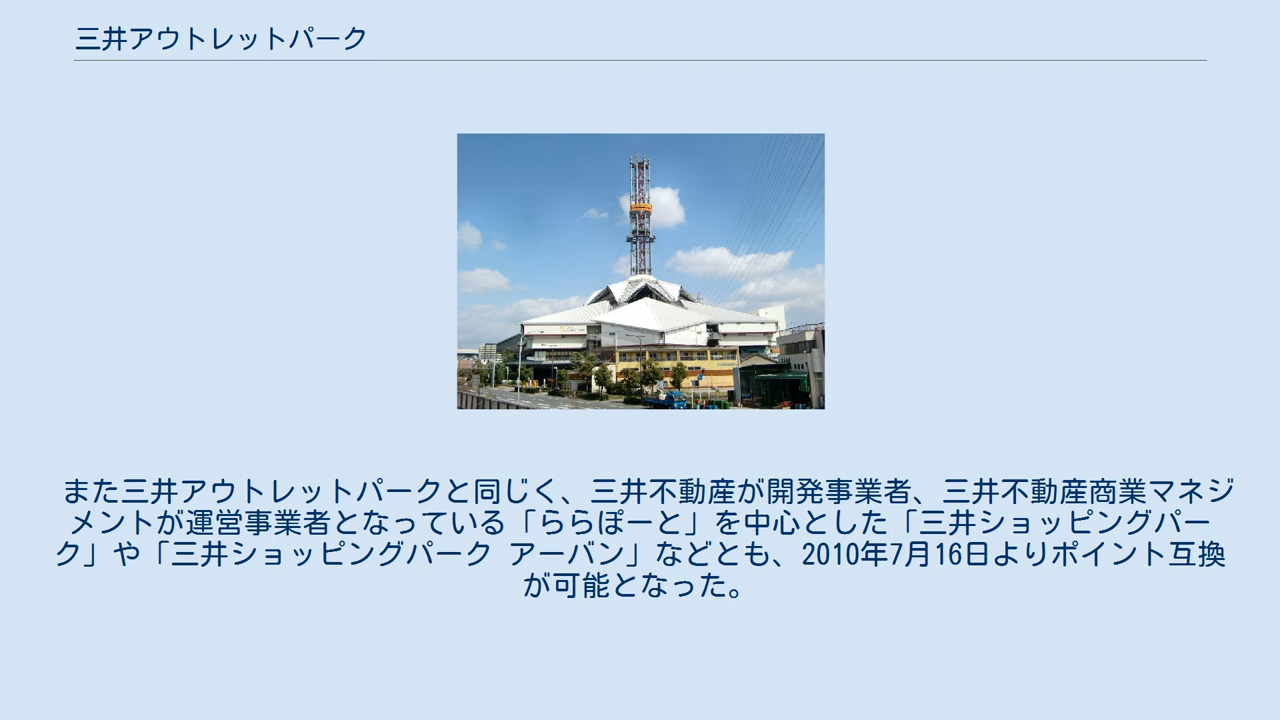 三井アウトレットパーク
また三井アウトレットパークと同じく、三井不動産が開発事業者、三井不動産商業マネジ
メントが運営事業者となっている「ららぽーと」を中心とした「三井ショッピングパー
ク」や「三井ショッピングパーク アーバン」などとも、2010年7月16日よりポイント互換
が可能となった。